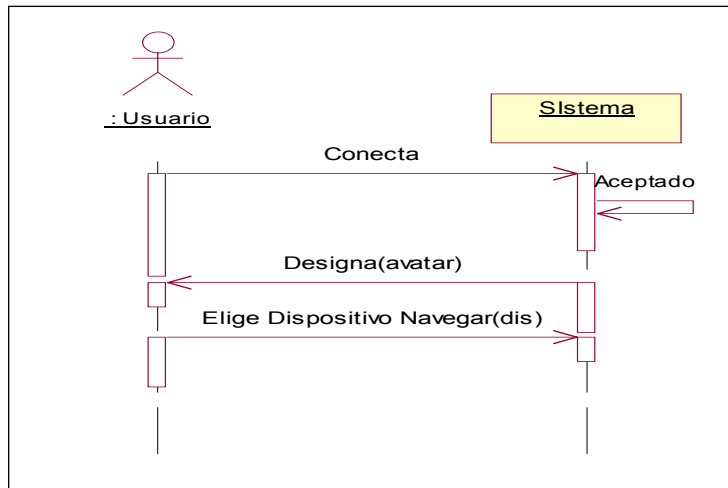 : Usuario
SIstema
Conecta
Aceptado
Designa(avatar)
Elige Dispositivo Navegar(dis)